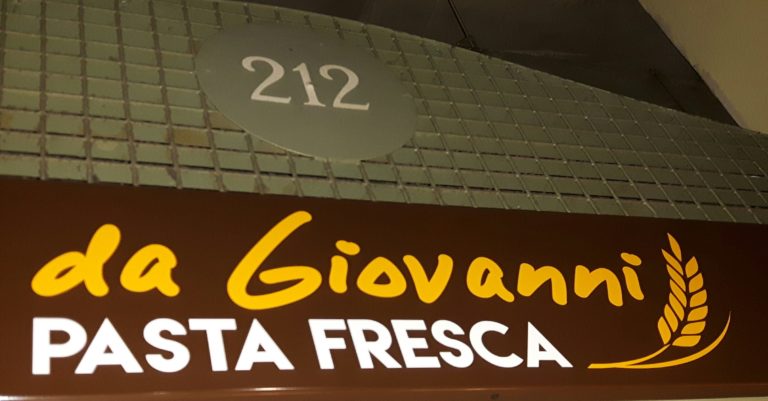 212
da Giovanni
PASTA FRESCA